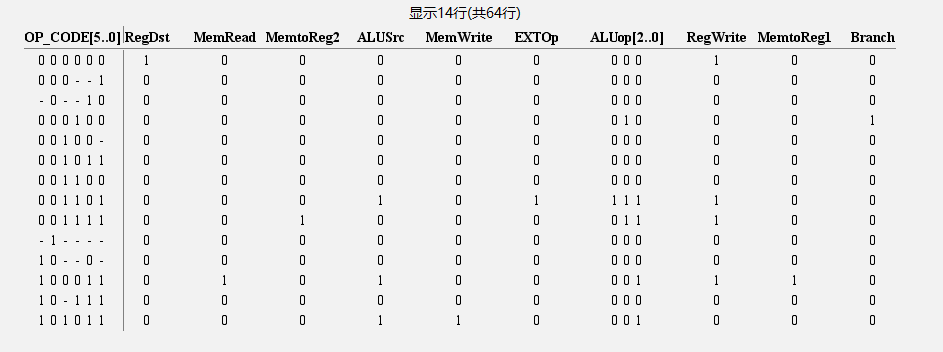 显示14行(共64行)
OP_CODE[5..0] RegDst MemRead MemtoReg2 ALUSrc MemWrite EXTOp ALUop[2..0] RegWrite MemtoReg1 Branch
0 0 0 0 0 0 1 0 0 0 0 0 0 0 0 1 0 0
0 0 0 - - 1 0 0 0 0 0 0 0 0 0 0 0 0
- 0 - - 1 0 0 0 0 0 0 0 0 0 0 0 0 0
0 0 0 1 0 0 0 0 0 0 0 0 0 1 0 0 0 1
0 0 1 0 0 - 0 0 0 0 0 0 0 0 0 0 0 0
0 0 1 0 1 1 0 0 0 0 0 0 0 0 0 0 0 0
0 0 1 1 0 0 0 0 0 0 0 0 0 0 0 0 0 0
0 0 1 1 0 1 0 0 0 1 0 1 1 1 1 1 0 0
0 0 1 1 1 1 0 0 1 0 0 0 0 1 1 1 0 0
- 1 - - - - 0 0 0 0 0 0 0 0 0 0 0 0
1 0 - - 0 - 0 0 0 0 0 0 0 0 0 0 0 0
1 0 0 0 1 1 0 1 0 1 0 0 0 0 1 1 1 0
1 0 - 1 1 1 0 0 0 0 0 0 0 0 0 0 0 0
1 0 1 0 1 1 0 0 0 1 1 0 0 0 1 0 0 0